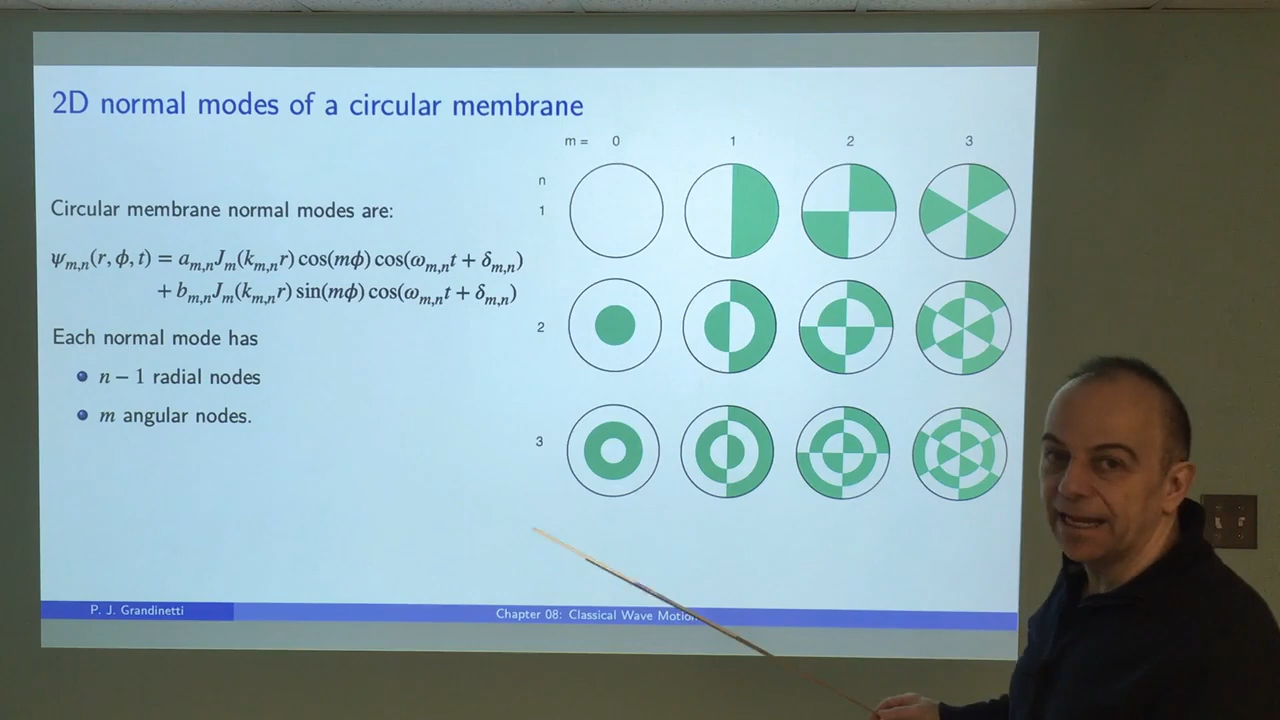 2D normal modes of a circular membrane
m = 0 1 2 3
n
1
Circular membrane normal modes are:
ψ_{m,n}(r, ϕ, t) = a_{m,n}J_m(k_{m,n}r) cos(mϕ) cos(ω_{m,n}t + δ_{m,n})
+ b_{m,n}J_m(k_{m,n}r) sin(mϕ) cos(ω_{m,n}t + δ_{m,n})
2
Each normal mode has
n − 1 radial nodes
m angular nodes.
3
P. J. Grandinetti
Chapter 08: Classical Wave Motion